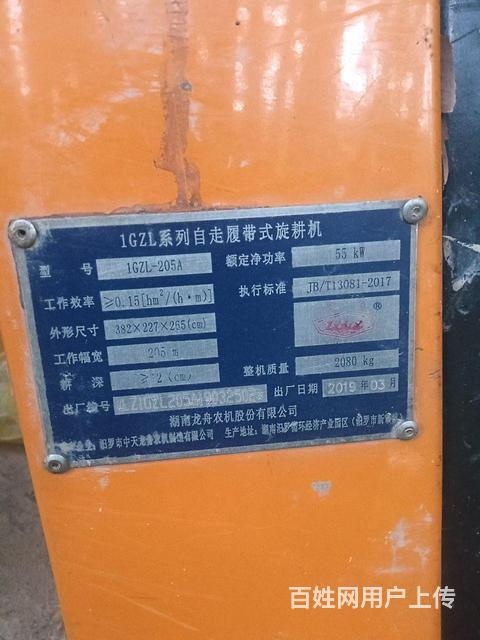 1GZL系列自走履带式旋耕机
型号 1GZL-205A 额定净功率 55 kW
工作效率 ≥0.15[hm²/(h·m)] 执行标准 JB/T13081-2017
外形尺寸 382×227×265(cm) ®
工作幅宽 205 m 整机质量 2080 kg
耕深 (cm)
出厂编号 出厂日期 2019 年 03 月
湖南龙舟农机股份有限公司
生产地址:湖南汨罗循环经济产业园区
百姓网用户上传